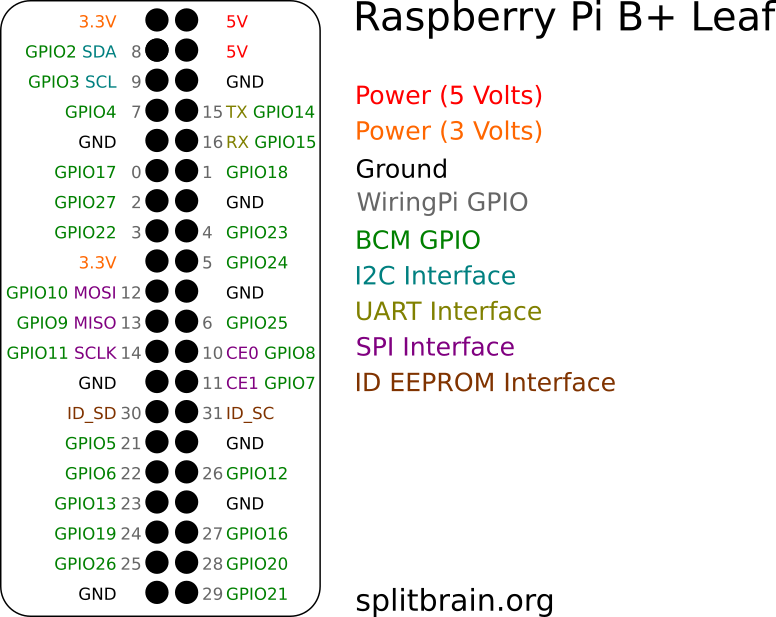 Raspberry Pi B+ Leaf
3.3V 5V
GPIO2 SDA 8 5V
GPIO3 SCL 9 GND
GPIO4 7 15 TX GPIO14
GND 16 RX GPIO15
GPIO17 0 1 GPIO18
GPIO27 2 GND
GPIO22 3 4 GPIO23
3.3V 5 GPIO24
GPIO10 MOSI 12 GND
GPIO9 MISO 13 6 GPIO25
GPIO11 SCLK 14 10 CE0 GPIO8
GND 11 CE1 GPIO7
ID_SD 30 31 ID_SC
GPIO5 21 GND
GPIO6 22 26 GPIO12
GPIO13 23 GND
GPIO19 24 27 GPIO16
GPIO26 25 28 GPIO20
GND 29 GPIO21
Power (5 Volts)
Power (3 Volts)
Ground
WiringPi GPIO
BCM GPIO
I2C Interface
UART Interface
SPI Interface
ID EEPROM Interface
splitbrain.org